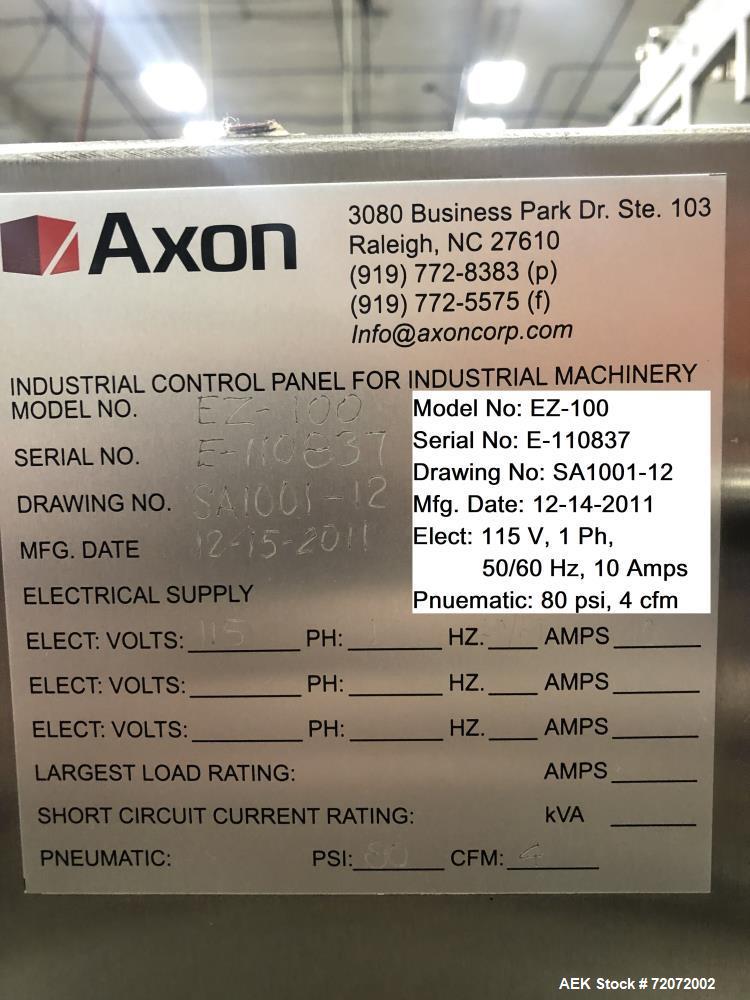 Axon
3080 Business Park Dr. Ste. 103
Raleigh, NC 27610
(919) 772-8383 (p)
(919) 772-5575 (f)
Info@axoncorp.com
INDUSTRIAL CONTROL PANEL FOR INDUSTRIAL MACHINERY
MODEL NO. EZ-100
SERIAL NO. E-110837
DRAWING NO. SA1001-12
MFG. DATE 12-15-2011
ELECTRICAL SUPPLY
Model No: EZ-100
Serial No: E-110837
Drawing No: SA1001-12
Mfg. Date: 12-14-2011
Elect: 115 V, 1 Ph,
50/60 Hz, 10 Amps
Pnuematic: 80 psi, 4 cfm
ELECT: VOLTS: 115 PH: HZ. AMPS
ELECT: VOLTS: PH: HZ. AMPS
ELECT: VOLTS: PH: HZ. AMPS
LARGEST LOAD RATING: AMPS
SHORT CIRCUIT CURRENT RATING: kVA
PNEUMATIC: PSI: 80 CFM: 4
AEK Stock # 72072002